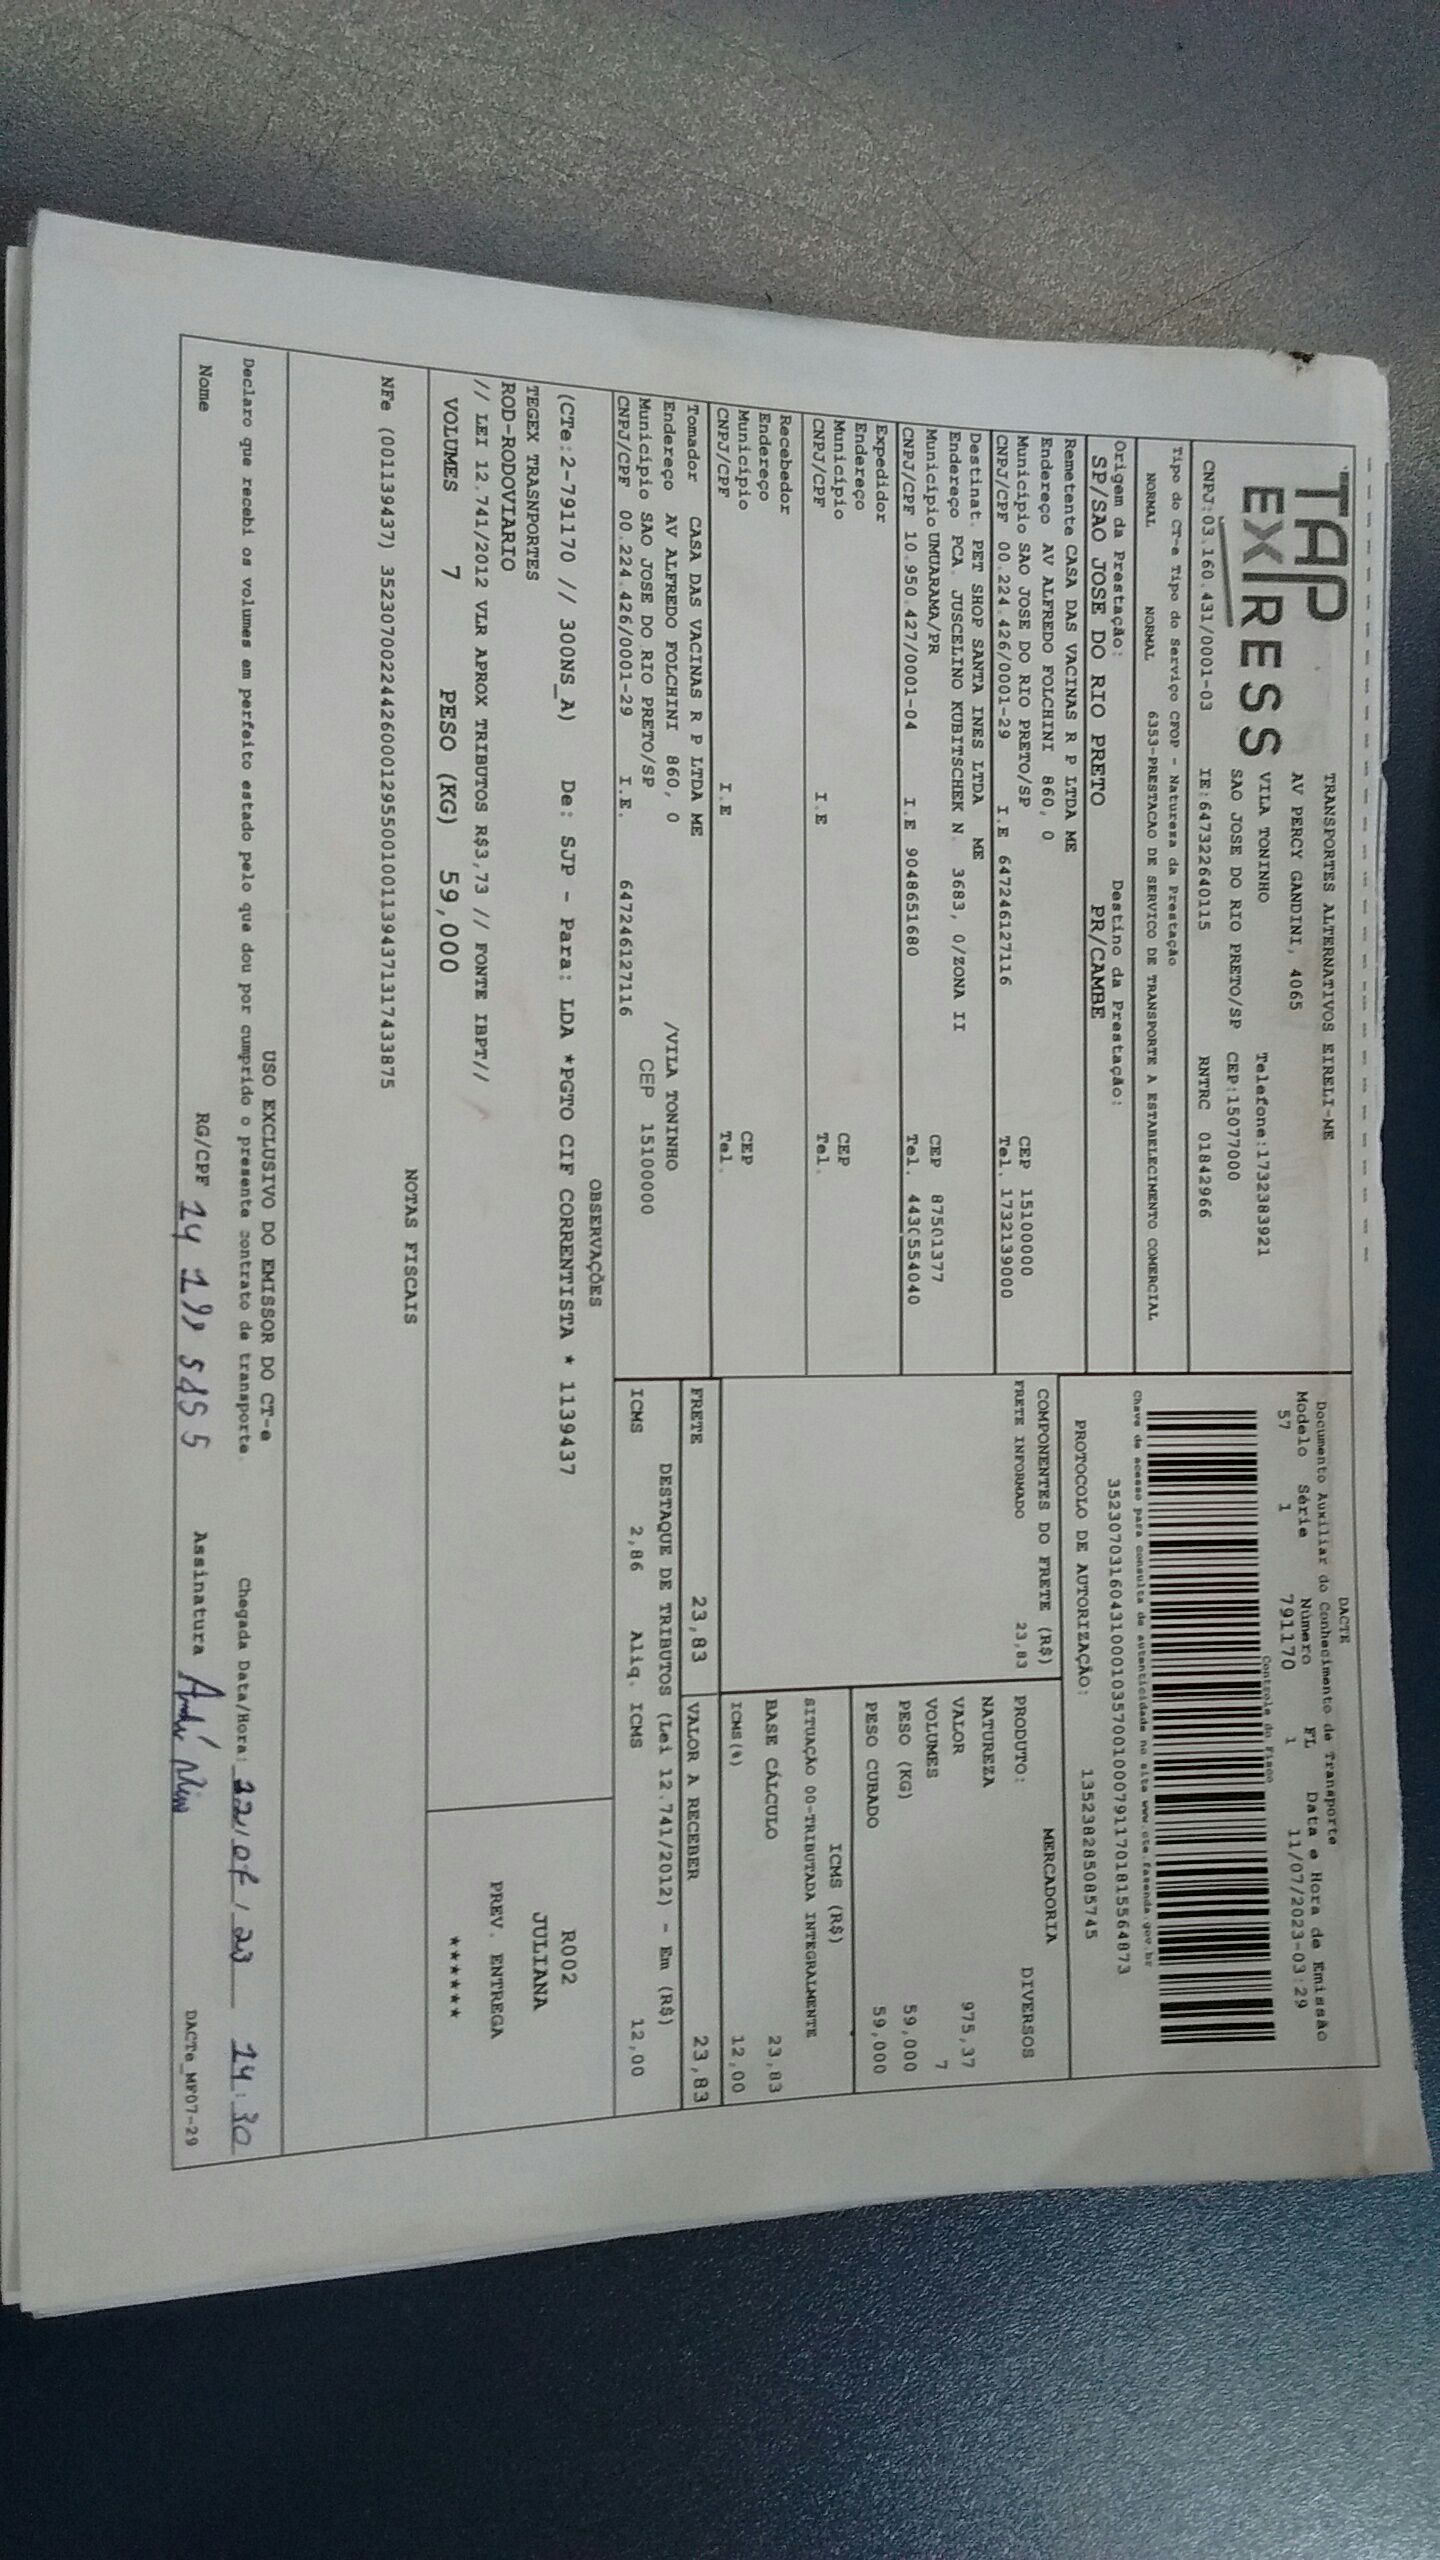 TAP
EXPRESS
TRANSPORTES ALTERNATIVOS EIRELI-ME
AV PERCY GANDINI, 4065
VILA TONINHO Telefone:1732383921
SAO JOSE DO RIO PRETO/SP CEP:15077000
CNPJ:03.160.431/0001-03 IE:647322640115 RNTRC 01842966
DACTE
Documento Auxiliar do Conhecimento de Transporte
Modelo Série Número FL Data e Hora de Emissão
57 1 791170 1 11/07/2023-03:29
Controle do Fisco
Chave de acesso para consulta de autenticidade no site www.cte.fazenda.gov.br
35230703160431000103570010007911701815564873
PROTOCOLO DE AUTORIZAÇÃO: 135238285085745
Tipo do CT-e Tipo do Serviço CFOP - Natureza da Prestação
NORMAL NORMAL 6353-PRESTACAO DE SERVICO DE TRANSPORTE A ESTABELECIMENTO COMERCIAL
Origem da Prestação: Destino da Prestação:
SP/SAO JOSE DO RIO PRETO PR/CAMBE
Remetente CASA DAS VACINAS R P LTDA ME
Endereço AV ALFREDO FOLCHINI 860, 0
Município SAO JOSE DO RIO PRETO/SP CEP 15100000
CNPJ/CPF 00.224.426/0001-29 I.E 647246127116 Tel. 1732139000
Destinat. PET SHOP SANTA INES LTDA ME
Endereço PCA. JUSCELINO KUBITSCHEK N. 3683, 0/ZONA II
Município UMUARAMA/PR CEP 87501377
CNPJ/CPF 10.950.427/0001-04 I.E 9048651680 Tel. 4430554040
Expedidor
Endereço
Município CEP
CNPJ/CPF I.E Tel.
Recebedor
Endereço
Município CEP
CNPJ/CPF I.E Tel.
Tomador CASA DAS VACINAS R P LTDA ME
Endereço AV ALFREDO FOLCHINI 860, 0 /VILA TONINHO
Município SAO JOSE DO RIO PRETO/SP CEP 15100000
CNPJ/CPF 00.224.426/0001-29 I.E. 647246127116
COMPONENTES DO FRETE (R$)
FRETE INFORMADO 23,83
MERCADORIA
PRODUTO: DIVERSOS
NATUREZA
VALOR 975,37
VOLUMES 7
PESO (KG) 59,000
PESO CUBADO 59,000
ICMS (R$)
SITUAÇÃO 00-TRIBUTADA INTEGRALMENTE
BASE CÁLCULO 23,83
ICMS(%) 12,00
FRETE 23,83 VALOR A RECEBER 23,83
DESTAQUE DE TRIBUTOS (Lei 12.741/2012) - Em (R$)
ICMS 2,86 Aliq. ICMS 12,00
OBSERVAÇÕES
(CTe:2-791170 // 300NS_A) De: SJP - Para: LDA *PGTO CIF CORRENTISTA * 1139437
TEGEX TRASNPORTES
ROD-RODOVIARIO
// LEI 12.741/2012 VLR APROX TRIBUTOS R$3,73 // FONTE IBPT//
VOLUMES 7 PESO (KG) 59,000
R002
JULIANA
PREV. ENTREGA
******
NOTAS FISCAIS
NFe (001139437) 35230700224426000129550010011394371317433875
USO EXCLUSIVO DO EMISSOR DO CT-e
Declaro que recebi os volumes em perfeito estado pelo que dou por cumprido o presente contrato de transporte. Chegada Data/Hora: 22/07/23 14:30
Nome RG/CPF Assinatura André
DACTe_MF07-29